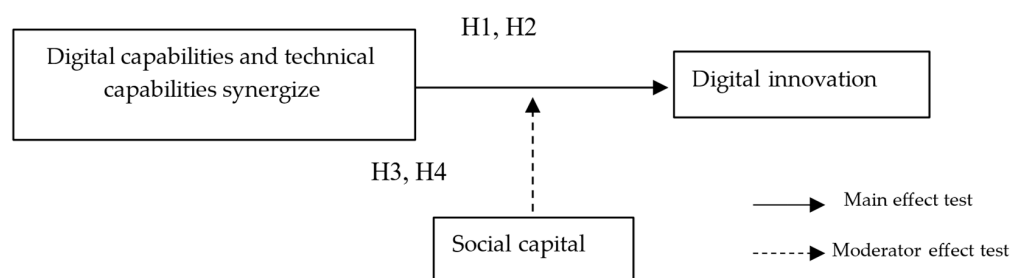 H1, H2
Digital capabilities and technical
capabilities synergize
Digital innovation
H3, H4
Main effect test
Social capital
Moderator effect test